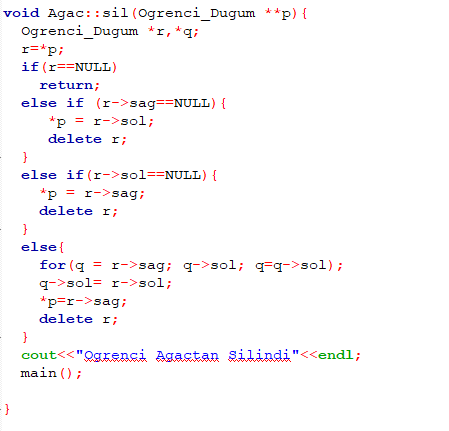 void Agac::sil(Ogrenci_Dugum **p){
Ogrenci_Dugum *r,*q;
r=*p;
if(r==NULL)
return;
else if (r->sag==NULL){
*p = r->sol;
delete r;
}
else if(r->sol==NULL){
*p = r->sag;
delete r;
}
else{
for(q = r->sag; q->sol; q=q->sol);
q->sol= r->sol;
*p=r->sag;
delete r;
}
cout<<"Ogrenci Agactan Silindi"<<endl;
main();
}